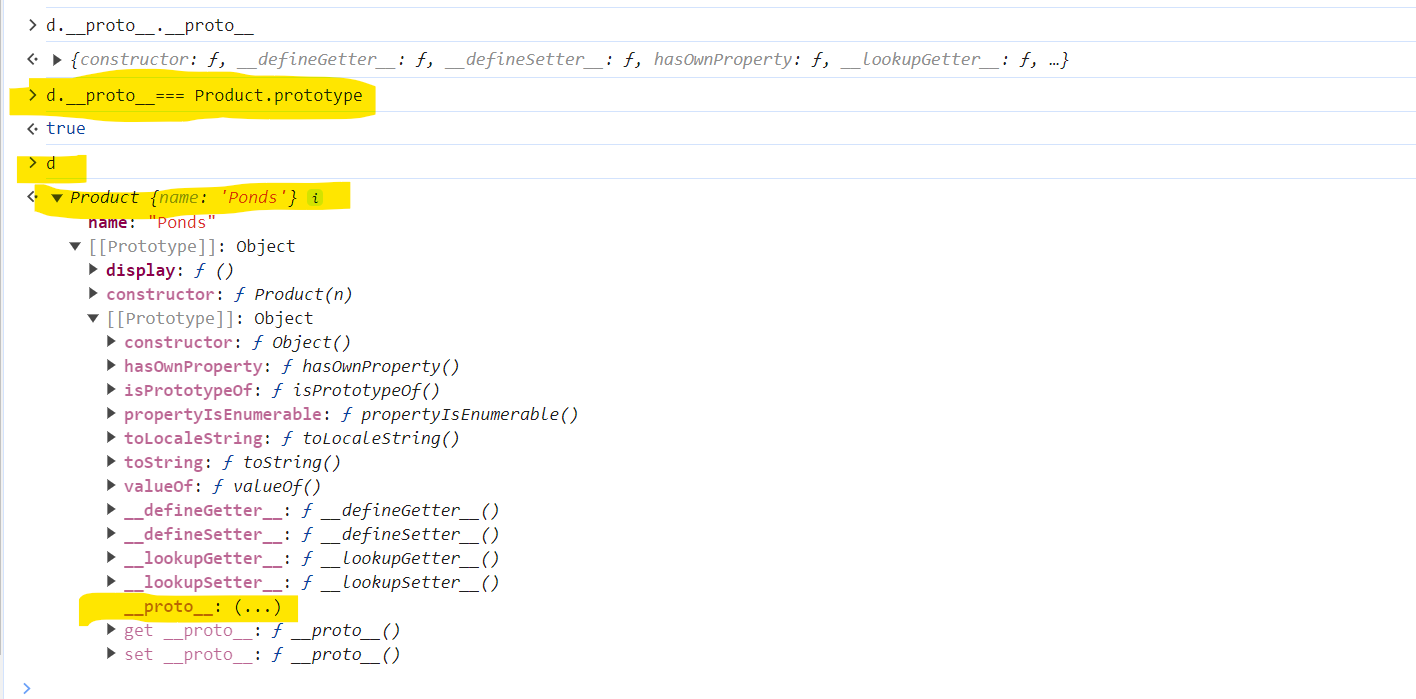 > d.__proto__.__proto__
{constructor: ƒ, __defineGetter__: ƒ, __defineSetter__: ƒ, hasOwnProperty: ƒ, __lookupGetter__: ƒ, …}
> d.__proto__=== Product.prototype
true
> d
Product {name: 'Ponds'} i
name: "Ponds"
[[Prototype]]: Object
display: ƒ ()
constructor: ƒ Product(n)
[[Prototype]]: Object
constructor: ƒ Object()
hasOwnProperty: ƒ hasOwnProperty()
isPrototypeOf: ƒ isPrototypeOf()
propertyIsEnumerable: ƒ propertyIsEnumerable()
toLocaleString: ƒ toLocaleString()
toString: ƒ toString()
valueOf: ƒ valueOf()
__defineGetter__: ƒ __defineGetter__()
__defineSetter__: ƒ __defineSetter__()
__lookupGetter__: ƒ __lookupGetter__()
__lookupSetter__: ƒ __lookupSetter__()
__proto__: (...)
get __proto__: ƒ __proto__()
set __proto__: ƒ __proto__()
>